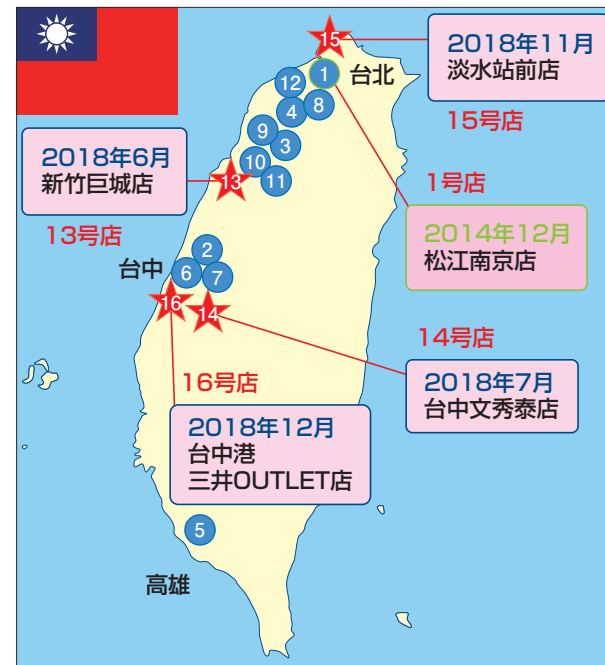 15
2018年11月
淡水站前店
15号店
台北
1
12
8
4
9
3
10
11
13
2018年6月
新竹巨城店
13号店
1号店
2014年12月
松江南京店
2
台中
6
7
16
14
14号店
2018年7月
台中文秀泰店
16号店
2018年12月
台中港
三井OUTLET店
5
高雄